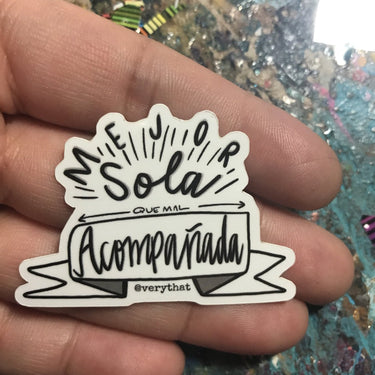 MEJOR
Sola
QUE MAL
Acompañada
@verythat